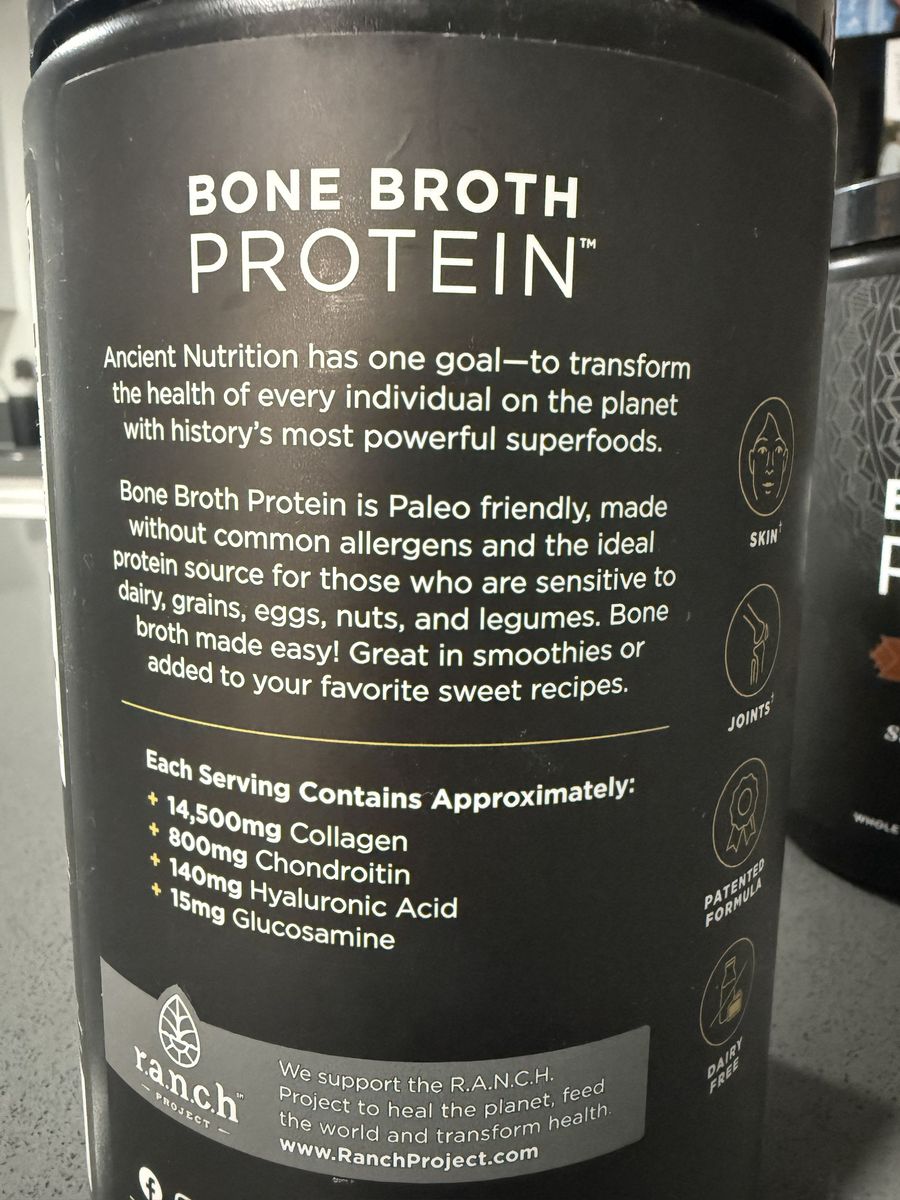 BONE BROTH
PROTEIN™
Ancient Nutrition has one goal—to transform
the health of every individual on the planet
with history's most powerful superfoods.
Bone Broth Protein is Paleo friendly, made
without common allergens and the ideal
protein source for those who are sensitive to
dairy, grains, eggs, nuts, and legumes. Bone
broth made easy! Great in smoothies or
added to your favorite sweet recipes.
Each Serving Contains Approximately:
+ 14,500mg Collagen
+ 800mg Chondroitin
+ 140mg Hyaluronic Acid
+ 15mg Glucosamine
SKIN†
JOINTS†
PATENTED
FORMULA
DAIRY
FREE
r.a.n.c.h™
— PROJECT —
We support the R.A.N.C.H.
Project to heal the planet, feed
the world and transform health.
www.RanchProject.com
WHOLE